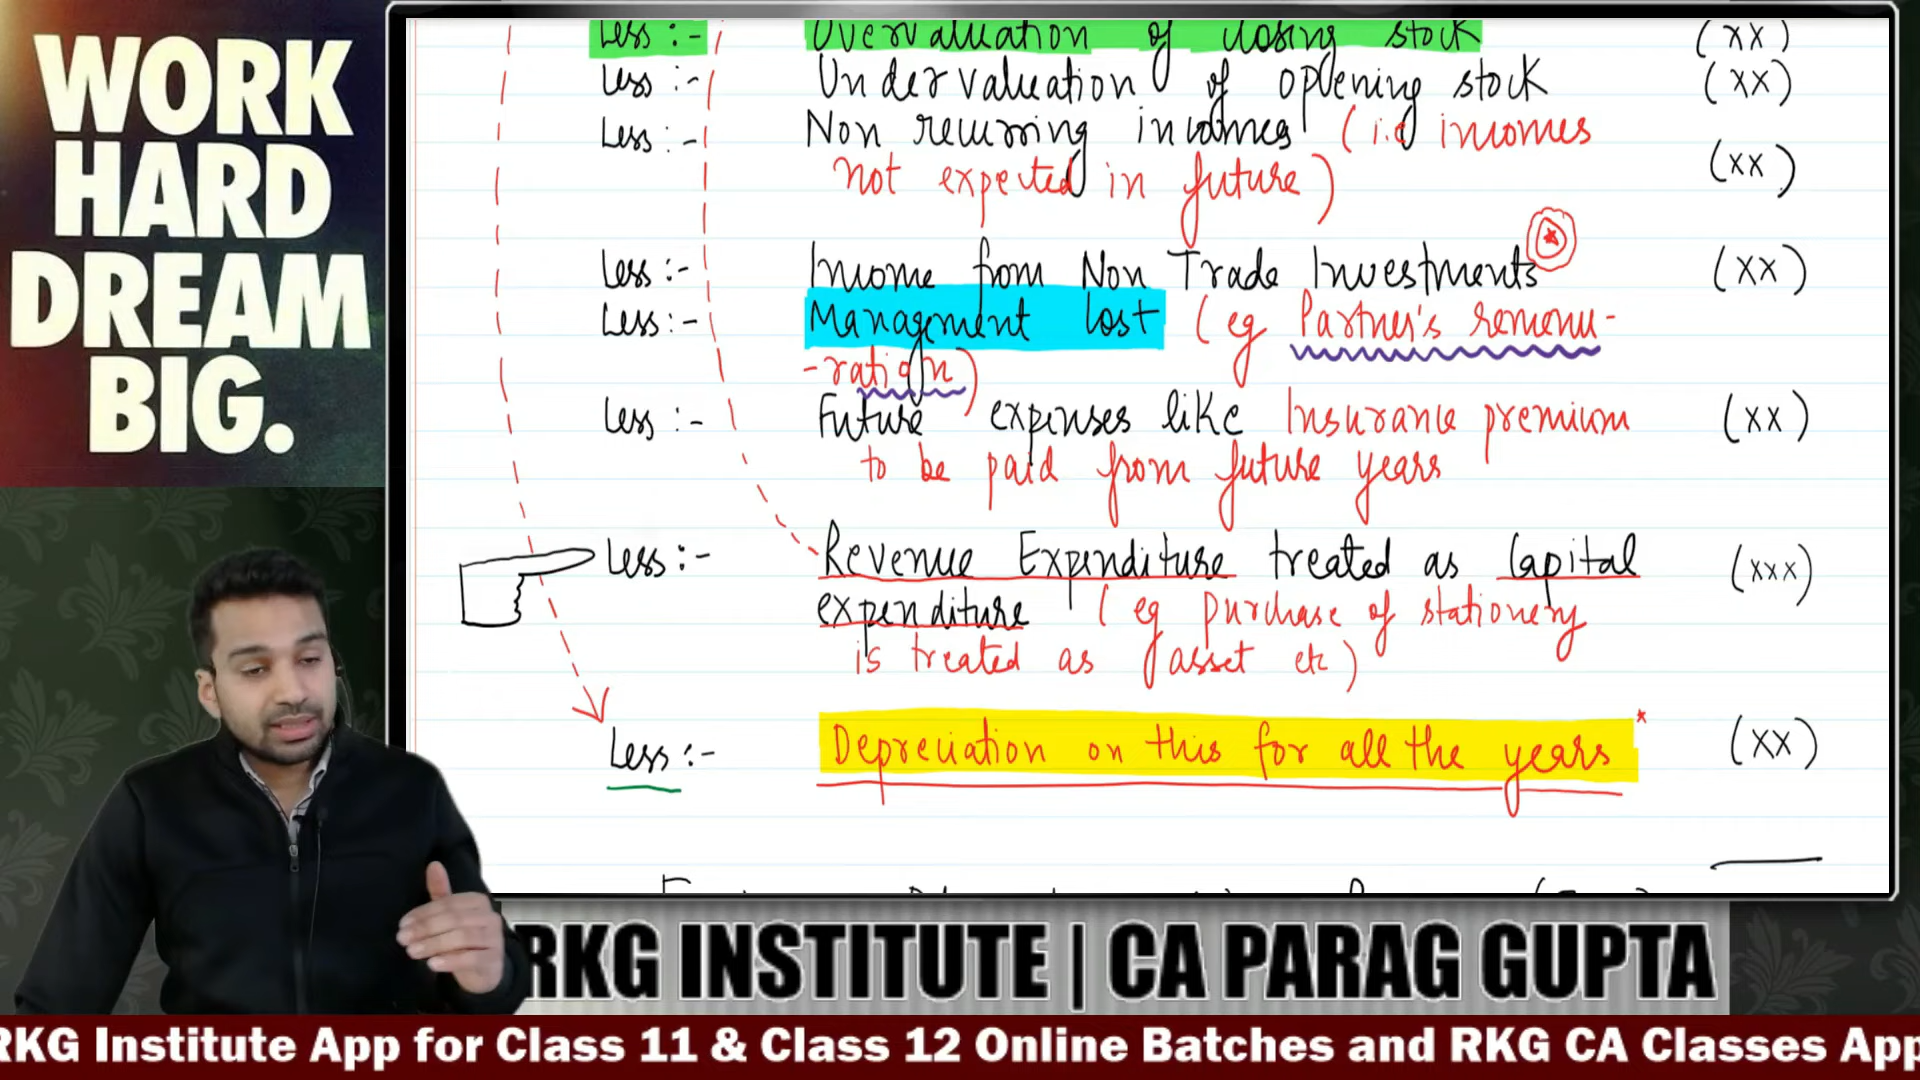 WORK
HARD
DREAM
BIG.
Less :- Overvaluation of closing stock (xx)
Less :- Undervaluation of opening stock (xx)
Less :- Non recurring incomes (i.e incomes
not expected in future) (xx)
Less :- Income from Non Trade Investments (xx)
Less :- Management Cost (eg Partner's remenu-
-ration)
Less :- Future expenses like Insurance premium (xx)
to be paid from future years
Less :- Revenue Expenditure treated as Capital (xxx)
expenditure (eg purchase of stationery
is treated as asset etc)
Less :- Depreciation on this for all the years * (xx)
RKG INSTITUTE | CA PARAG GUPTA
RKG Institute App for Class 11 & Class 12 Online Batches and RKG CA Classes App